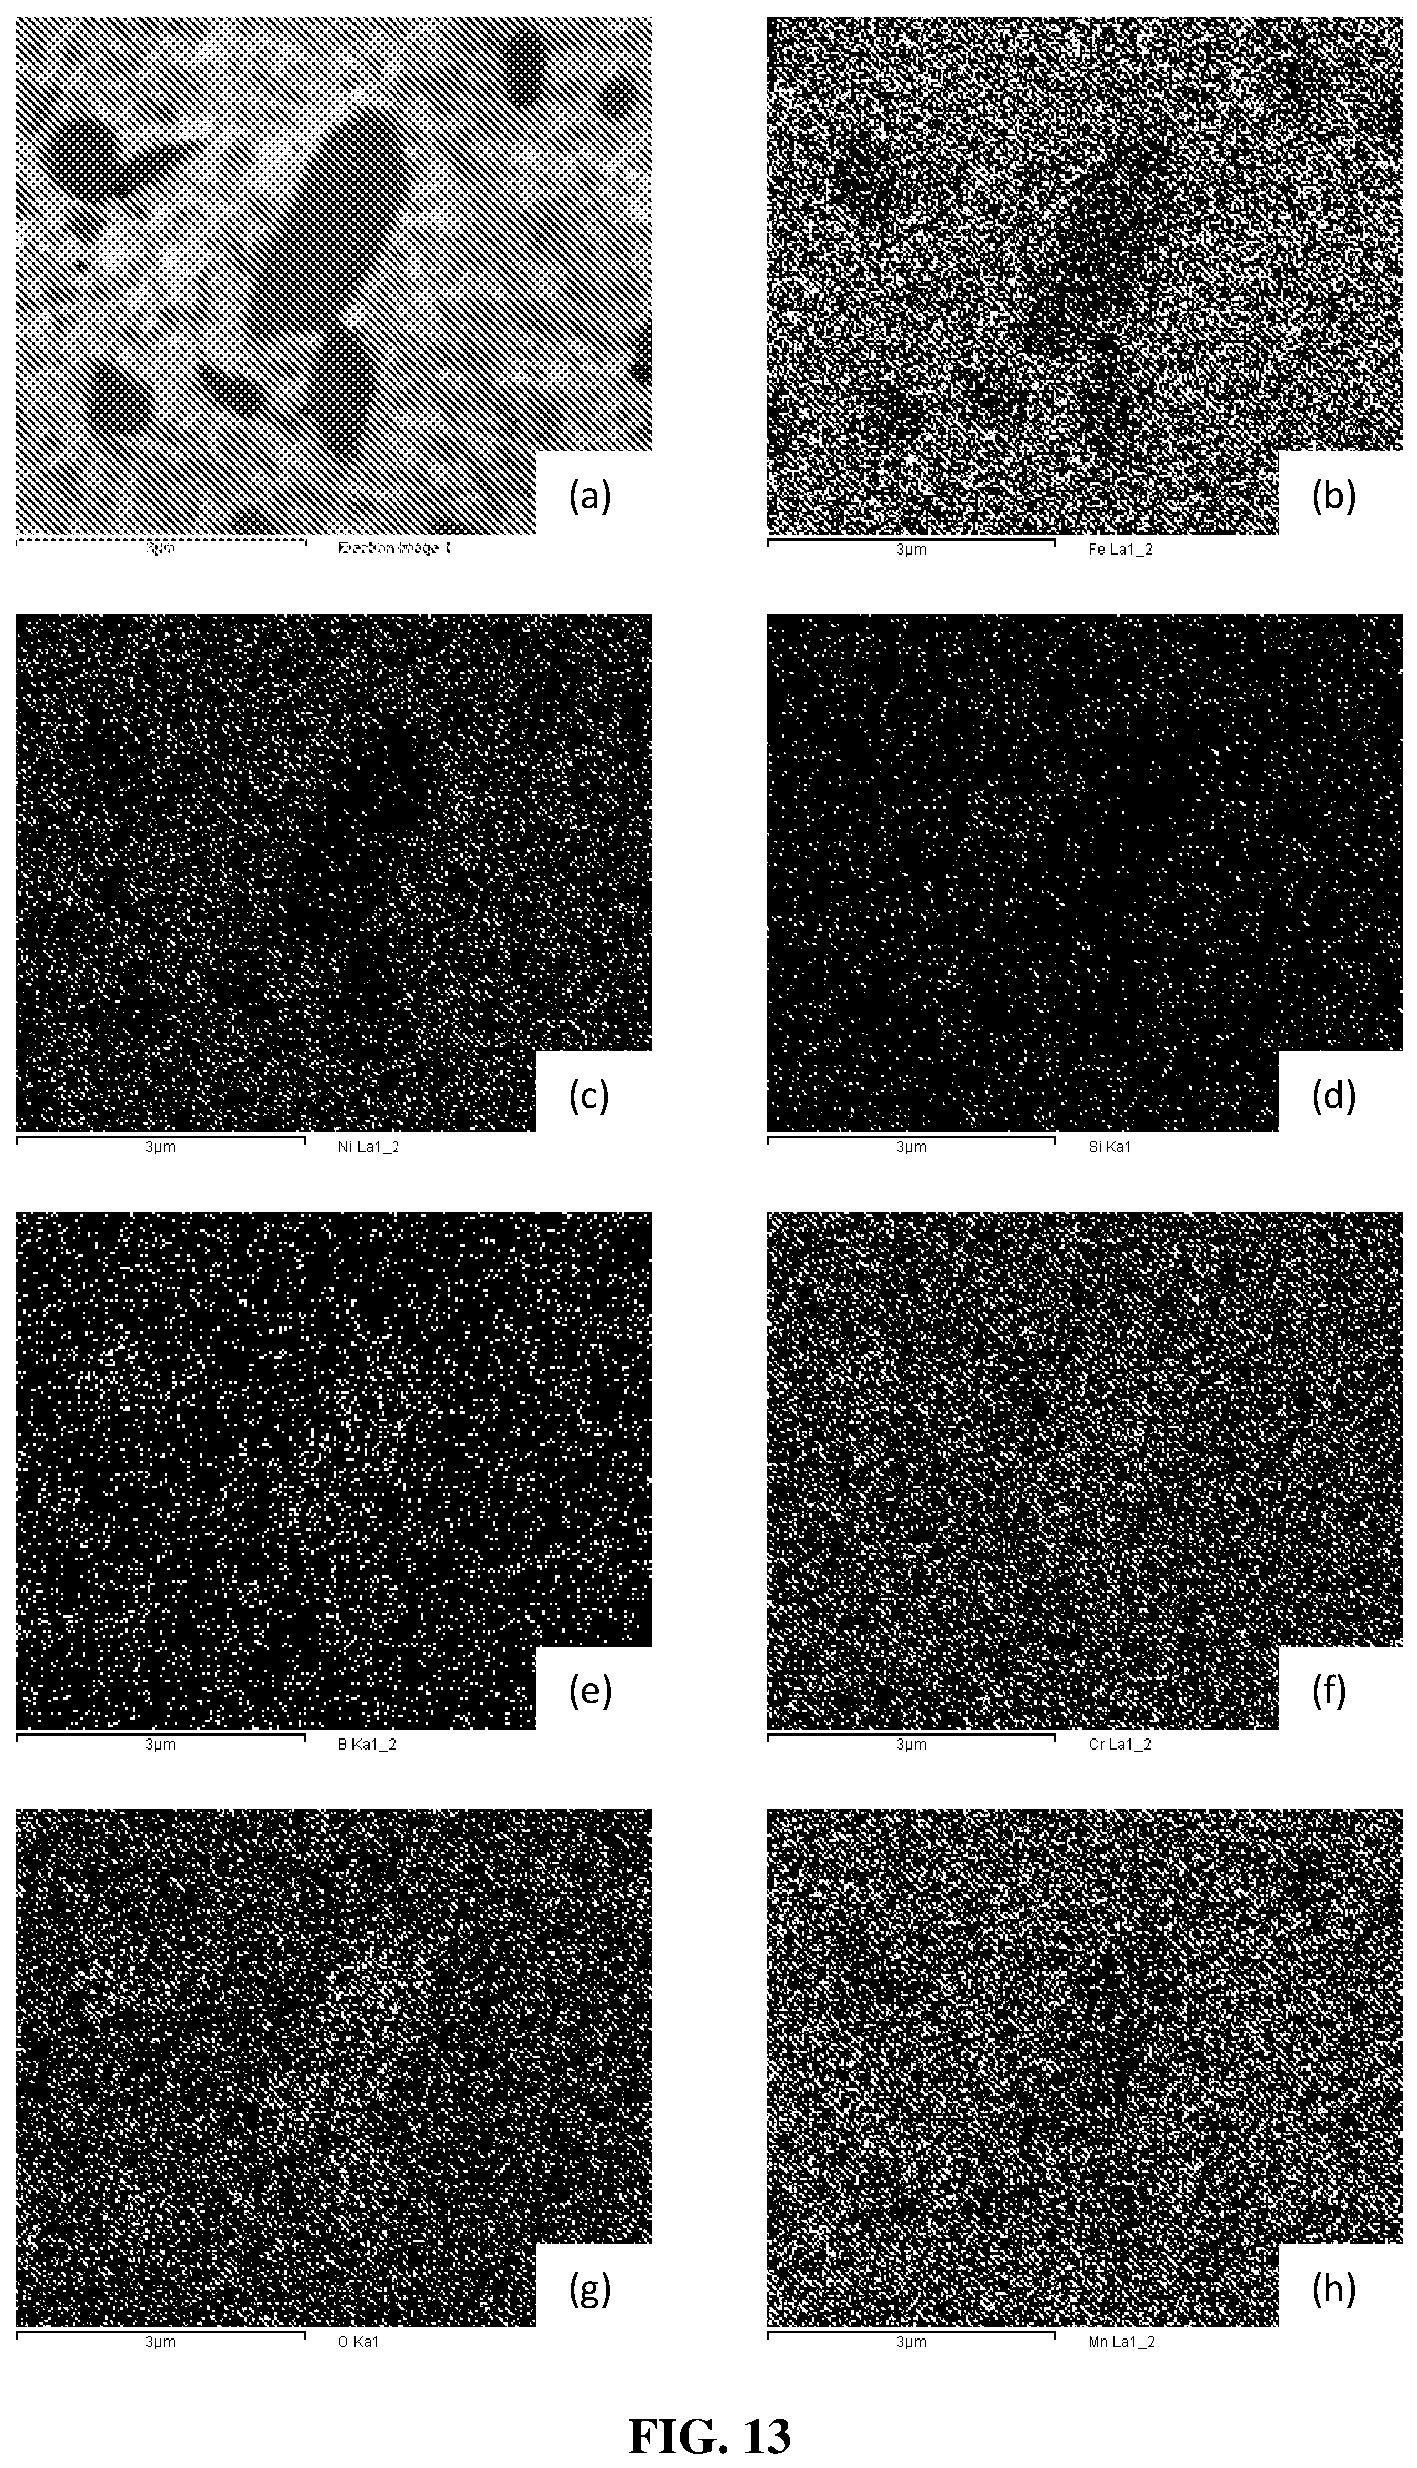 (a) (b)
3µm Electron Image 1 3µm Fe La1_2
(c) (d)
3µm Ni La1_2 3µm Si Ka1
(e) (f)
3µm B Ka1_2 3µm Cr La1_2
(g) (h)
3µm O Ka1 3µm Mn La1_2
FIG. 13